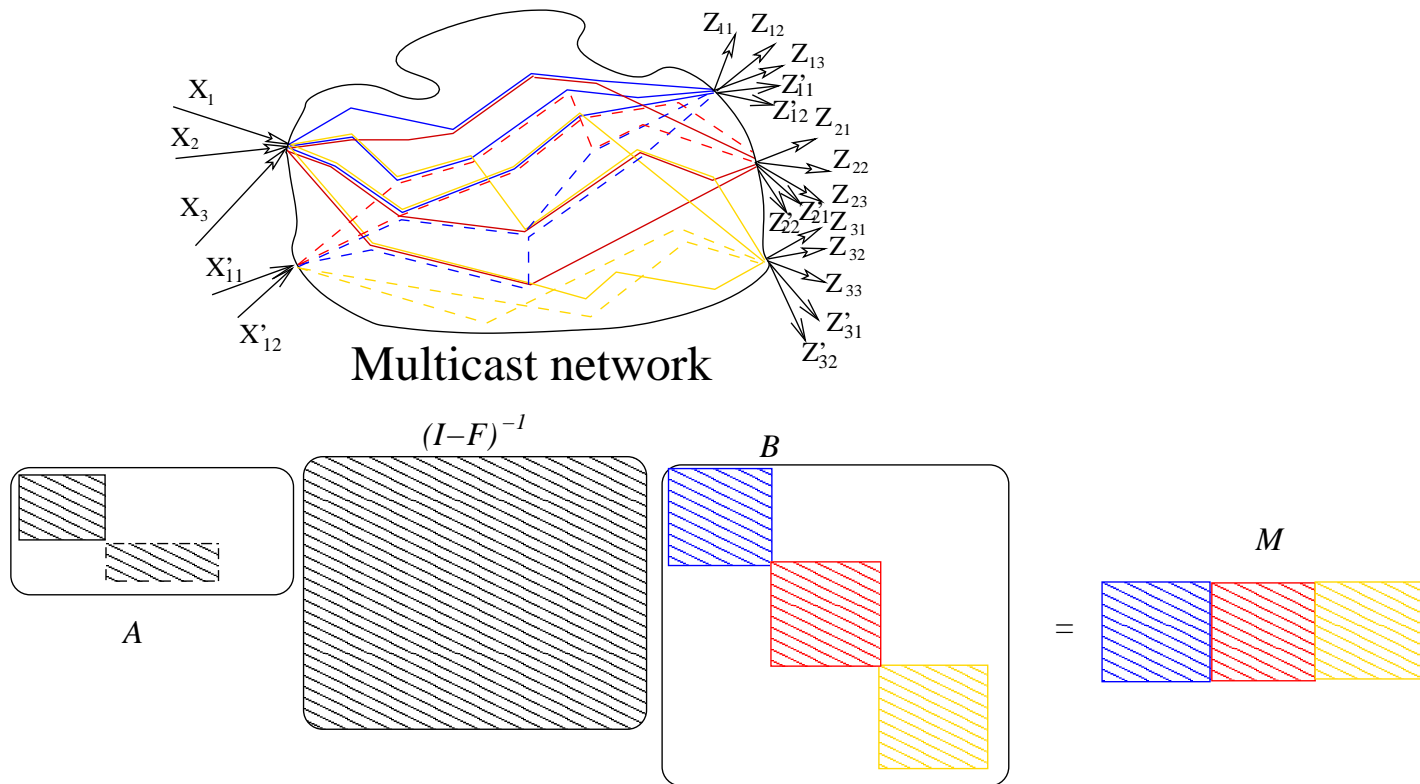 X1
X2
X3
X'11
X'12
Z11
Z12
Z13
Z'11
Z'12
Z21
Z22
Z23
Z'21
Z'22
Z31
Z32
Z33
Z'31
Z'32
Multicast network
(I–F)^–1
B
A
=
M